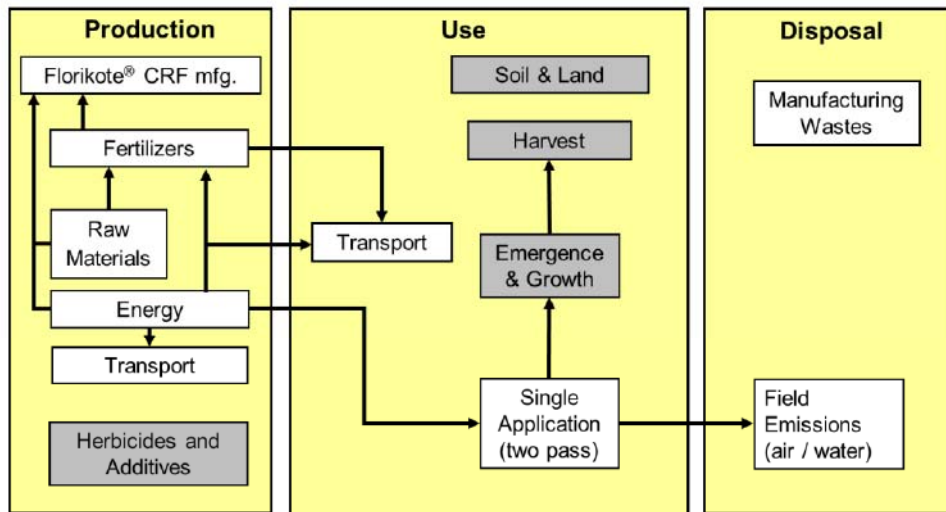 Production
Florikote® CRF mfg.
Fertilizers
Raw
Materials
Energy
Transport
Herbicides and
Additives
Use
Soil & Land
Harvest
Transport
Emergence
& Growth
Single
Application
(two pass)
Disposal
Manufacturing
Wastes
Field
Emissions
(air / water)